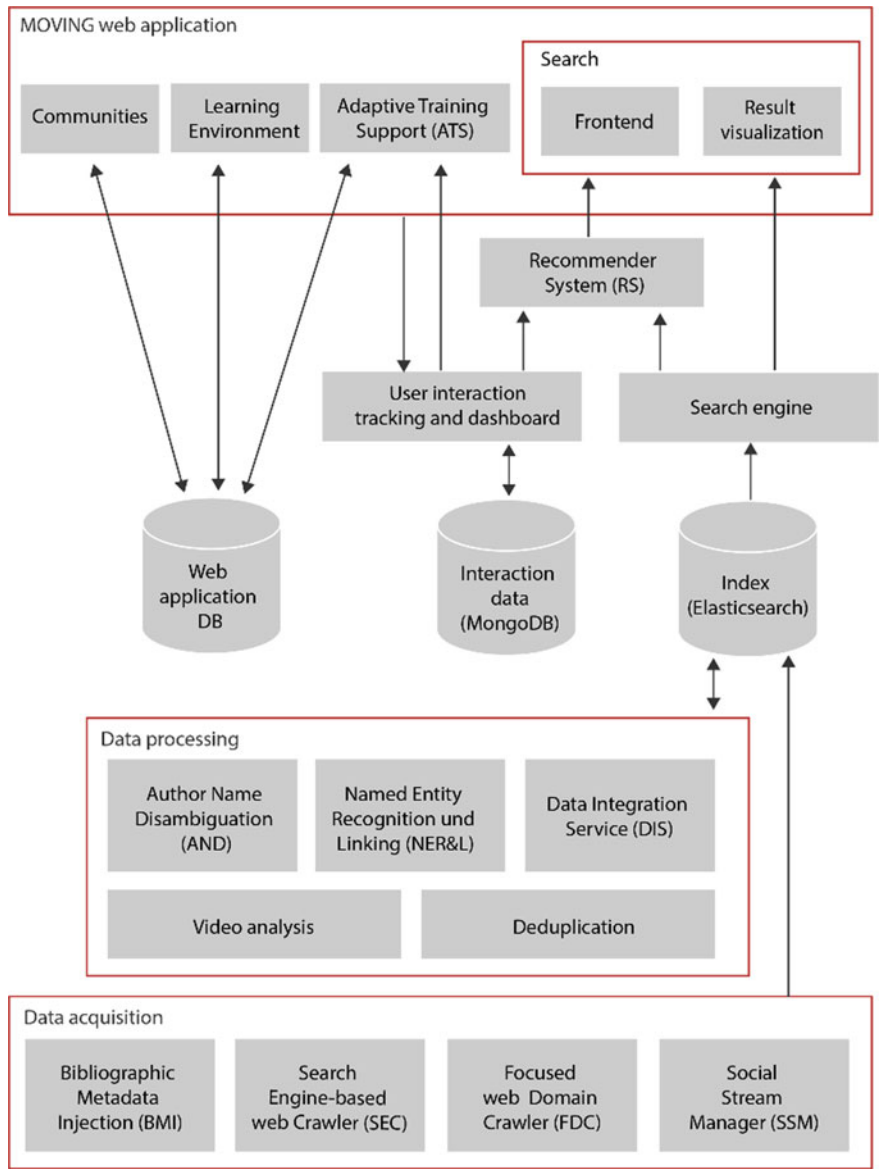 MOVING web application
Search
Communities
Learning
Environment
Adaptive Training
Support (ATS)
Frontend
Result
visualization
Recommender
System (RS)
User interaction
tracking and dashboard
Search engine
Web
application
DB
Interaction
data
(MongoDB)
Index
(Elasticsearch)
Data processing
Author Name
Disambiguation
(AND)
Named Entity
Recognition und
Linking (NER&L)
Data Integration
Service (DIS)
Video analysis
Deduplication
Data acquisition
Bibliographic
Metadata
Injection (BMI)
Search
Engine-based
web Crawler (SEC)
Focused
web Domain
Crawler (FDC)
Social
Stream
Manager (SSM)